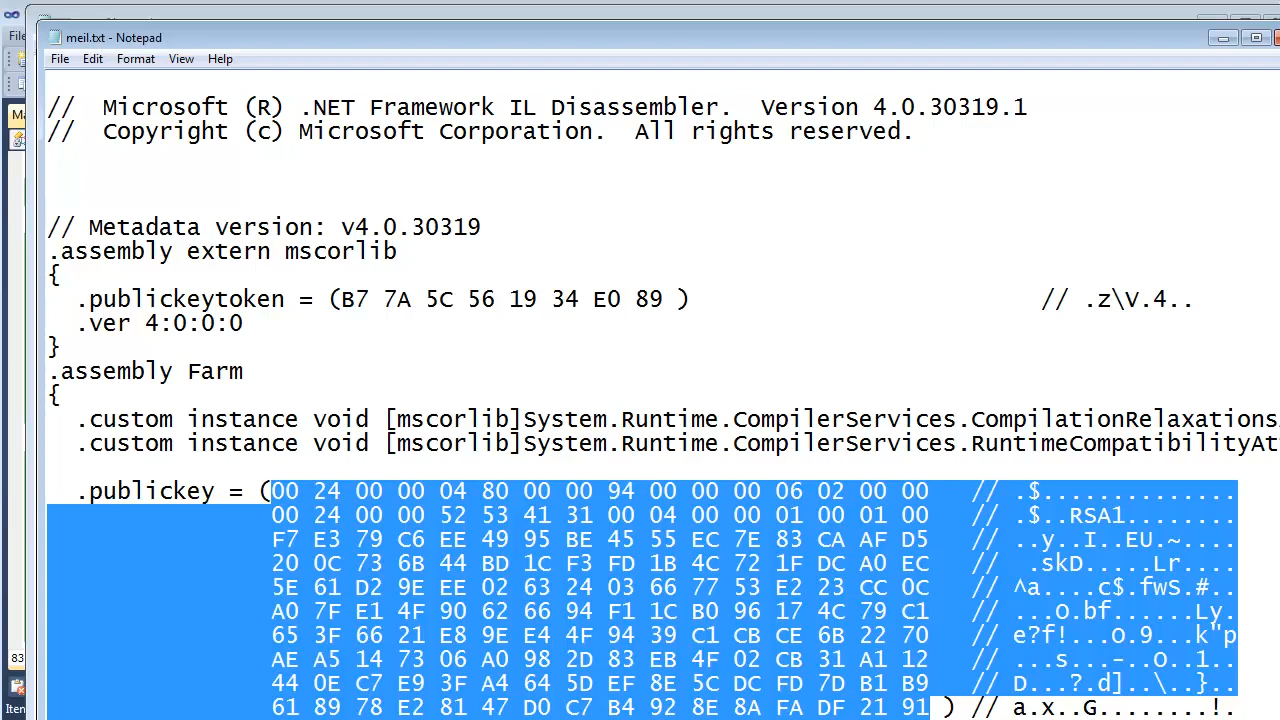 meil.txt - Notepad
File
File Edit Format View Help
// Microsoft (R) .NET Framework IL Disassembler. Version 4.0.30319.1
// Copyright (c) Microsoft Corporation. All rights reserved.
// Metadata version: v4.0.30319
.assembly extern mscorlib
{
.publickeytoken = (B7 7A 5C 56 19 34 E0 89 ) // .z\V.4..
.ver 4:0:0:0
}
.assembly Farm
{
.custom instance void [mscorlib]System.Runtime.CompilerServices.CompilationRelaxations
.custom instance void [mscorlib]System.Runtime.CompilerServices.RuntimeCompatibilityAt
.publickey = (00 24 00 00 04 80 00 00 94 00 00 00 06 02 00 00 // .$..............
00 24 00 00 52 53 41 31 00 04 00 00 01 00 01 00 // .$..RSA1........
F7 E3 79 C6 EE 49 95 BE 45 55 EC 7E 83 CA AF D5 // ..y..I..EU.~....
20 0C 73 6B 44 BD 1C F3 FD 1B 4C 72 1F DC A0 EC // .skD.....Lr....
5E 61 D2 9E EE 02 63 24 03 66 77 53 E2 23 CC 0C // ^a....c$.fwS.#..
A0 7F E1 4F 90 62 66 94 F1 1C B0 96 17 4C 79 C1 // ...O.bf......Ly.
65 3F 66 21 E8 9E E4 4F 94 39 C1 CB CE 6B 22 70 // e?f!...O.9...k"p
AE A5 14 73 06 A0 98 2D 83 EB 4F 02 CB 31 A1 12 // ...s...-..O..1..
44 0E C7 E9 3F A4 64 5D EF 8E 5C DC FD 7D B1 B9 // D...?.d]..\..}..
61 89 78 E2 81 47 D0 C7 B4 92 8E 8A FA DF 21 91 ) // a.x..G........!.
83